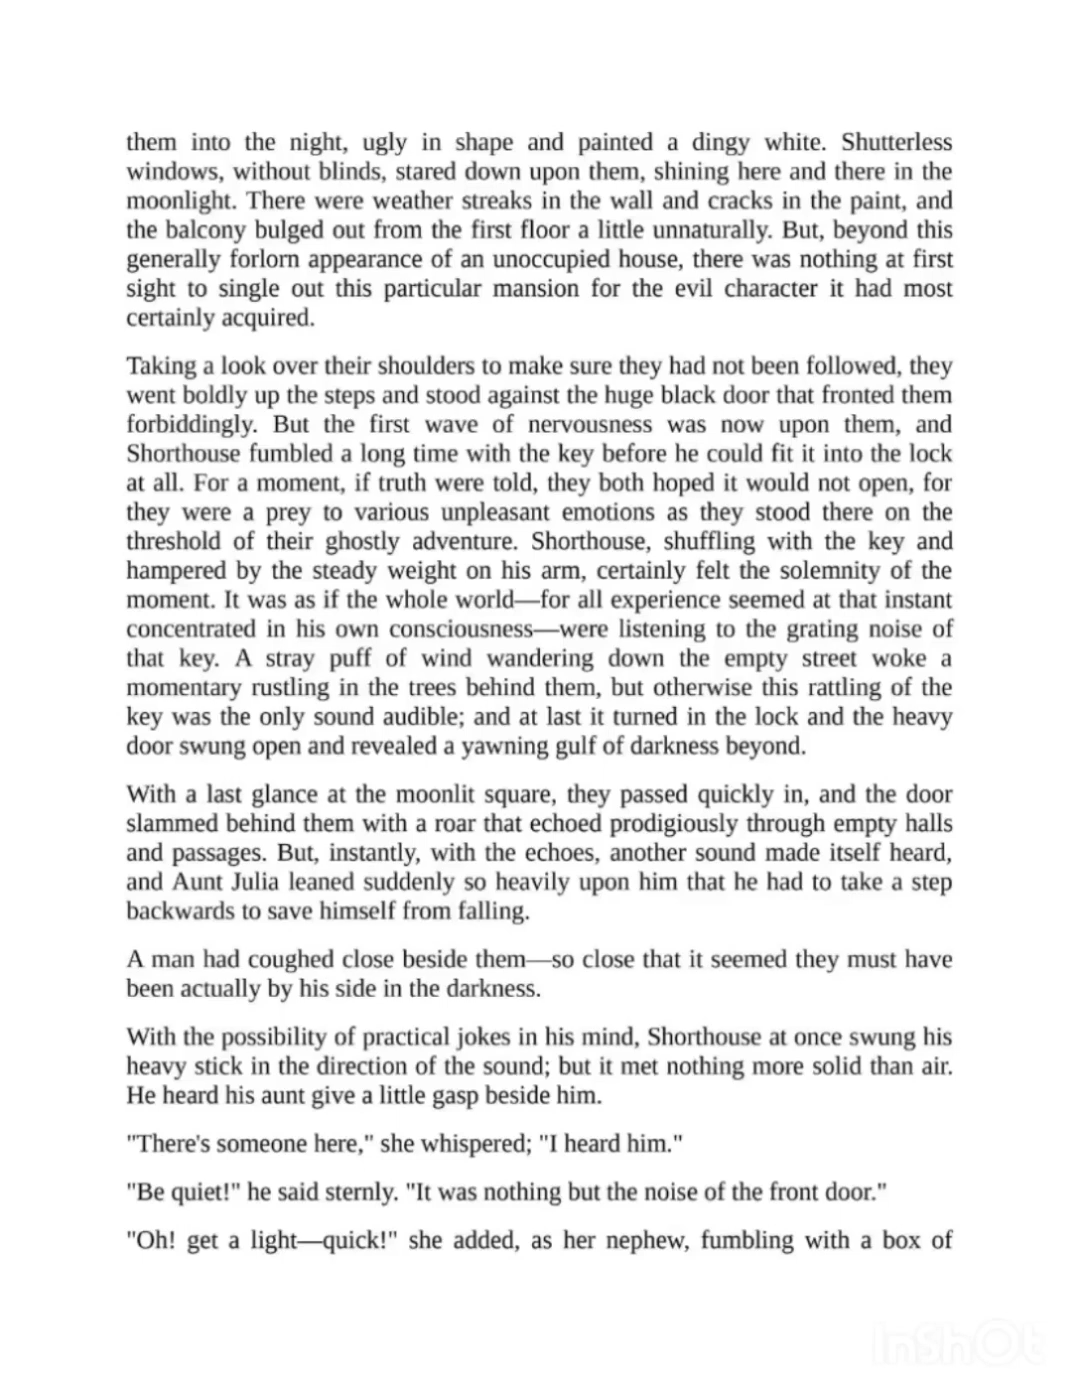 them into the night, ugly in shape and painted a dingy white. Shutterless
windows, without blinds, stared down upon them, shining here and there in the
moonlight. There were weather streaks in the wall and cracks in the paint, and
the balcony bulged out from the first floor a little unnaturally. But, beyond this
generally forlorn appearance of an unoccupied house, there was nothing at first
sight to single out this particular mansion for the evil character it had most
certainly acquired.
Taking a look over their shoulders to make sure they had not been followed, they
went boldly up the steps and stood against the huge black door that fronted them
forbiddingly. But the first wave of nervousness was now upon them, and
Shorthouse fumbled a long time with the key before he could fit it into the lock
at all. For a moment, if truth were told, they both hoped it would not open, for
they were a prey to various unpleasant emotions as they stood there on the
threshold of their ghostly adventure. Shorthouse, shuffling with the key and
hampered by the steady weight on his arm, certainly felt the solemnity of the
moment. It was as if the whole world—for all experience seemed at that instant
concentrated in his own consciousness—were listening to the grating noise of
that key. A stray puff of wind wandering down the empty street woke a
momentary rustling in the trees behind them, but otherwise this rattling of the
key was the only sound audible; and at last it turned in the lock and the heavy
door swung open and revealed a yawning gulf of darkness beyond.
With a last glance at the moonlit square, they passed quickly in, and the door
slammed behind them with a roar that echoed prodigiously through empty halls
and passages. But, instantly, with the echoes, another sound made itself heard,
and Aunt Julia leaned suddenly so heavily upon him that he had to take a step
backwards to save himself from falling.
A man had coughed close beside them—so close that it seemed they must have
been actually by his side in the darkness.
With the possibility of practical jokes in his mind, Shorthouse at once swung his
heavy stick in the direction of the sound; but it met nothing more solid than air.
He heard his aunt give a little gasp beside him.
"There's someone here," she whispered; "I heard him."
"Be quiet!" he said sternly. "It was nothing but the noise of the front door."
"Oh! get a light—quick!" she added, as her nephew, fumbling with a box of
InShOt